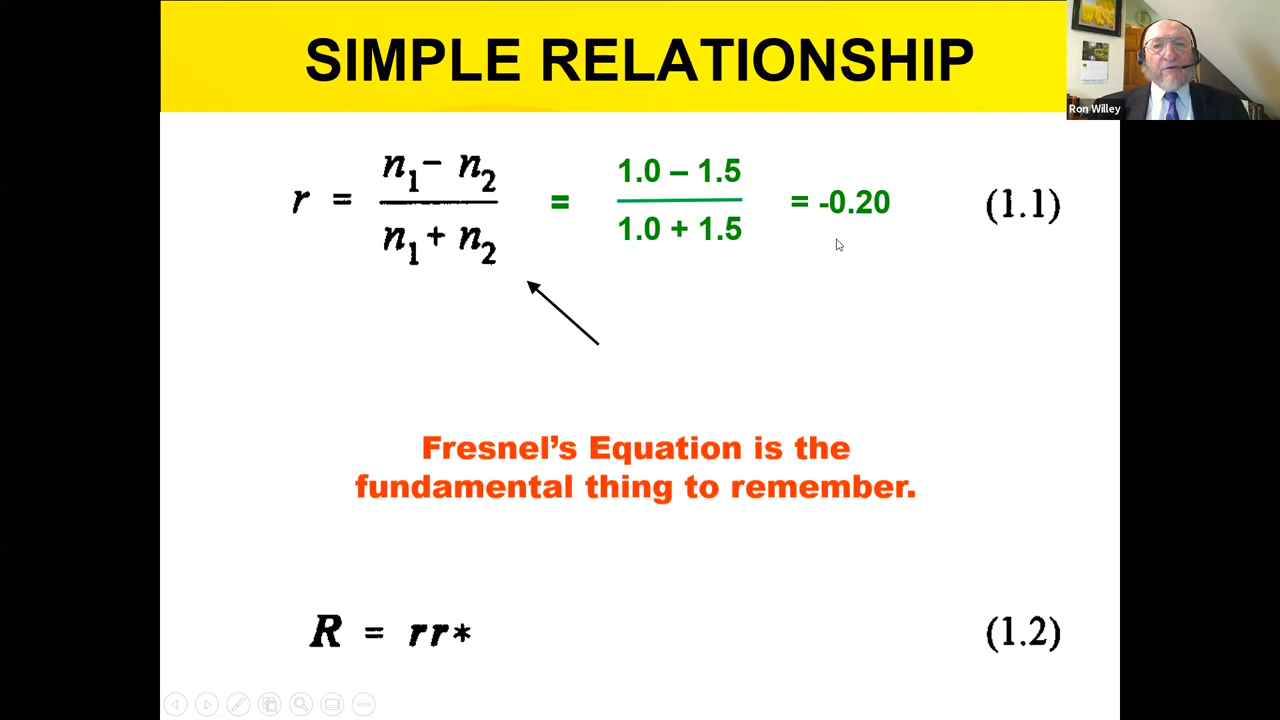 SIMPLE RELATIONSHIP
Ron Willey
r = n₁ − n₂ / n₁ + n₂ = 1.0 – 1.5 / 1.0 + 1.5 = -0.20 (1.1)
Fresnel’s Equation is the
fundamental thing to remember.
R = rr* (1.2)